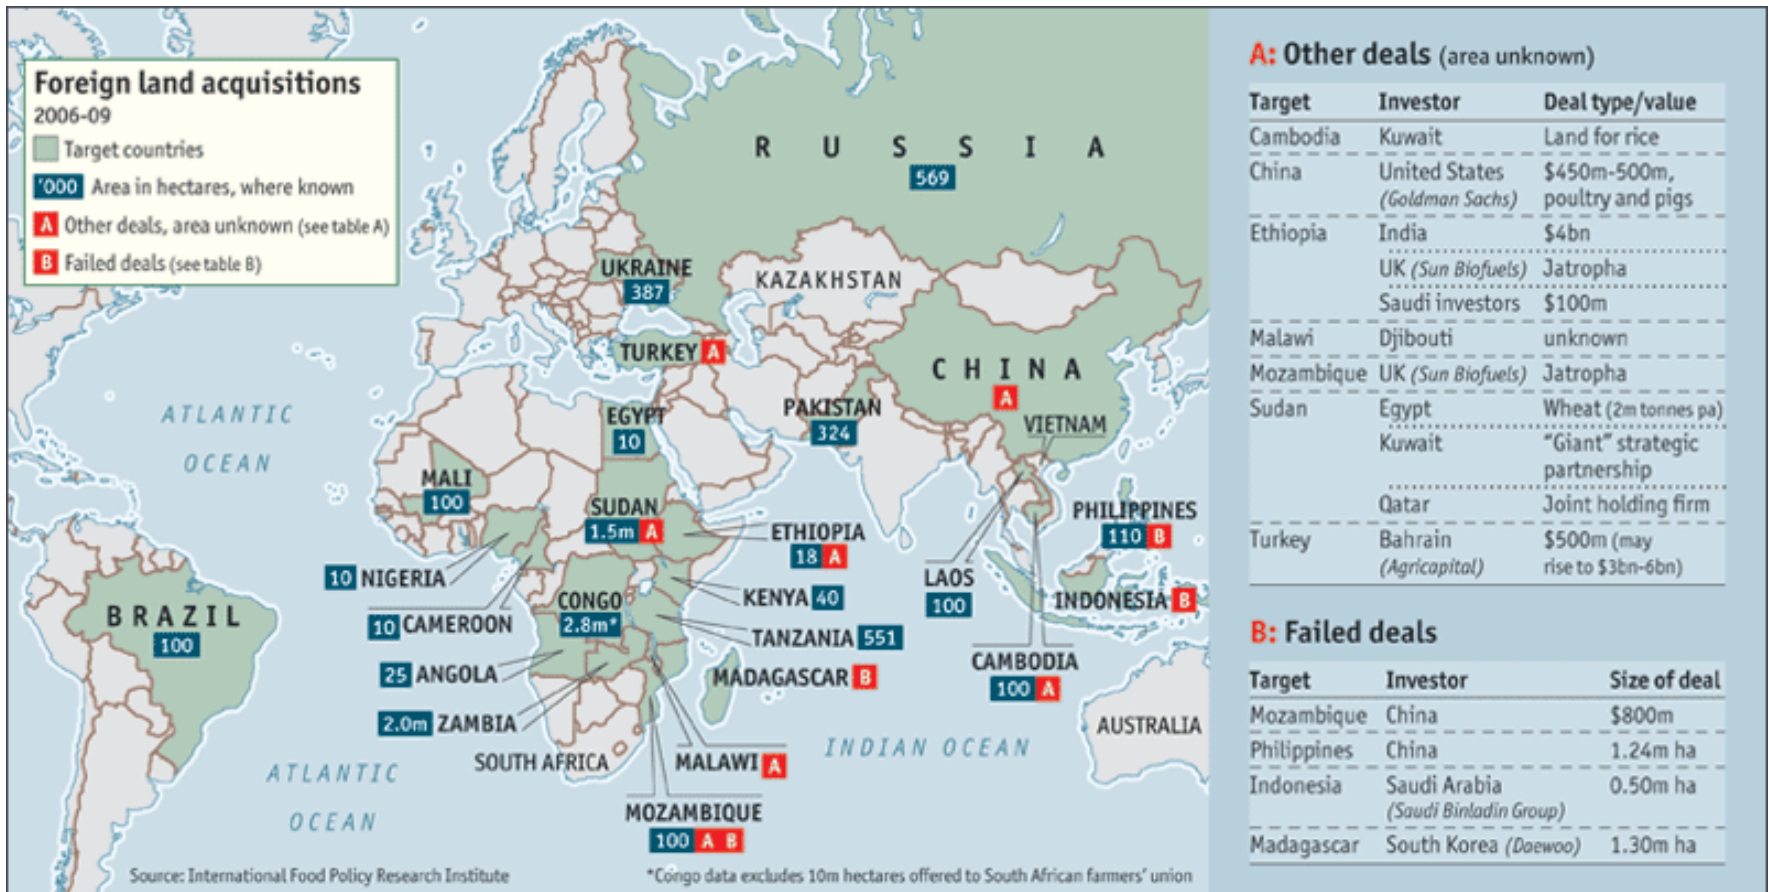 Foreign land acquisitions
2006-09
Target countries
'000 Area in hectares, where known
A Other deals, area unknown (see table A)
B Failed deals (see table B)
RUSSIA
569
UKRAINE
387
KAZAKHSTAN
TURKEY A
CHINA
A
PAKISTAN
324
VIETNAM
EGYPT
10
ATLANTIC
OCEAN
MALI
100
SUDAN
1.5m A
ETHIOPIA
18 A
PHILIPPINES
110 B
10 NIGERIA
LAOS
100
KENYA 40
INDONESIA B
BRAZIL
100
CONGO
2.8m*
10 CAMEROON
TANZANIA 551
CAMBODIA
100 A
25 ANGOLA
MADAGASCAR B
2.0m ZAMBIA
AUSTRALIA
INDIAN OCEAN
SOUTH AFRICA
MALAWI A
ATLANTIC
OCEAN
MOZAMBIQUE
100 A B
Source: International Food Policy Research Institute
*Congo data excludes 10m hectares offered to South African farmers' union
A: Other deals (area unknown)
Target Investor Deal type/value
Cambodia Kuwait Land for rice
China United States $450m-500m,
(Goldman Sachs) poultry and pigs
Ethiopia India $4bn
UK (Sun Biofuels) Jatropha
Saudi investors $100m
Malawi Djibouti unknown
Mozambique UK (Sun Biofuels) Jatropha
Sudan Egypt Wheat (2m tonnes pa)
Kuwait "Giant" strategic
partnership
Qatar Joint holding firm
Turkey Bahrain $500m (may
(Agricapital) rise to $3bn-6bn)
B: Failed deals
Target Investor Size of deal
Mozambique China $800m
Philippines China 1.24m ha
Indonesia Saudi Arabia 0.50m ha
(Saudi Binladin Group)
Madagascar South Korea (Daewoo) 1.30m ha